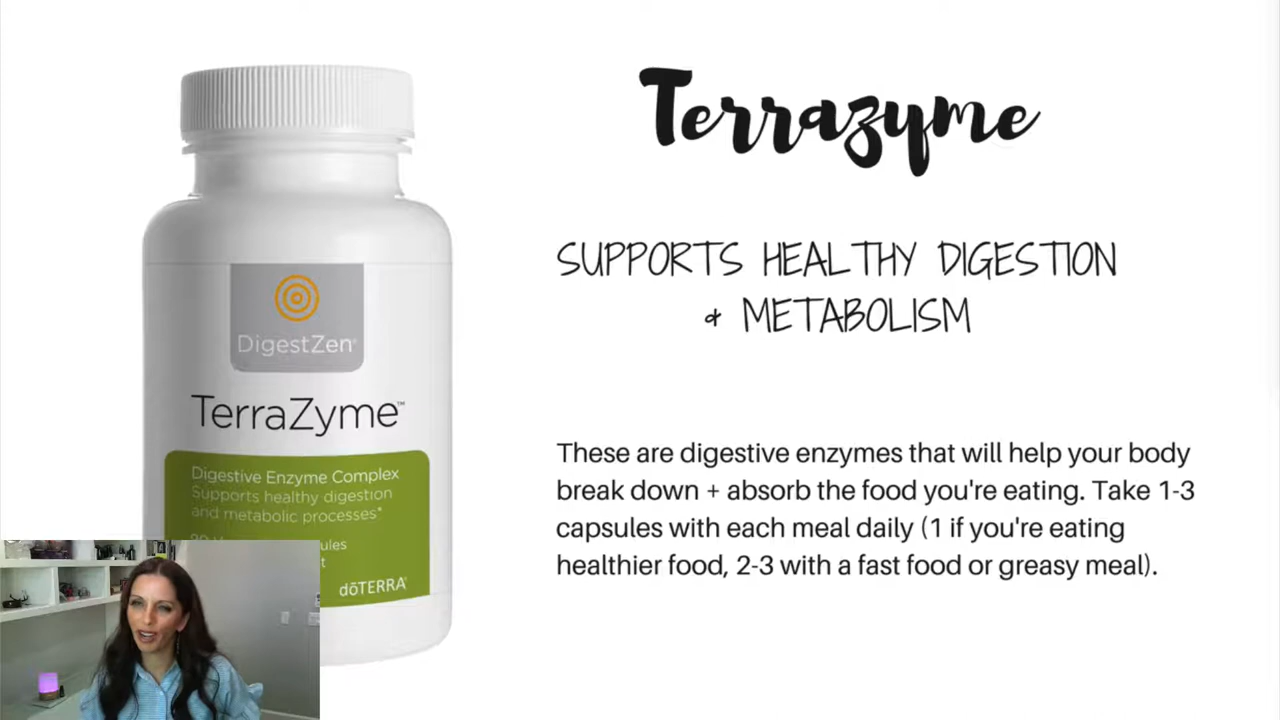 Terrazyme
SUPPORTS HEALTHY DIGESTION
+ METABOLISM
These are digestive enzymes that will help your body
break down + absorb the food you're eating. Take 1-3
capsules with each meal daily (1 if you're eating
healthier food, 2-3 with a fast food or greasy meal).
DigestZen®
TerraZyme™
Digestive Enzyme Complex
Supports healthy digestion
and metabolic processes*
90
dōTERRA®